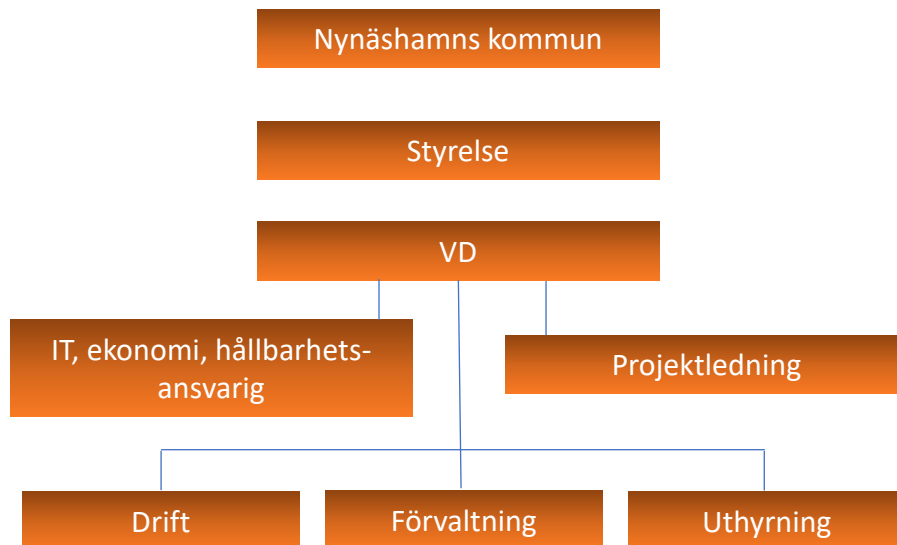 Nynäshamns kommun
Styrelse
VD
IT, ekonomi, hållbarhets-
ansvarig
Projektledning
Drift
Förvaltning
Uthyrning